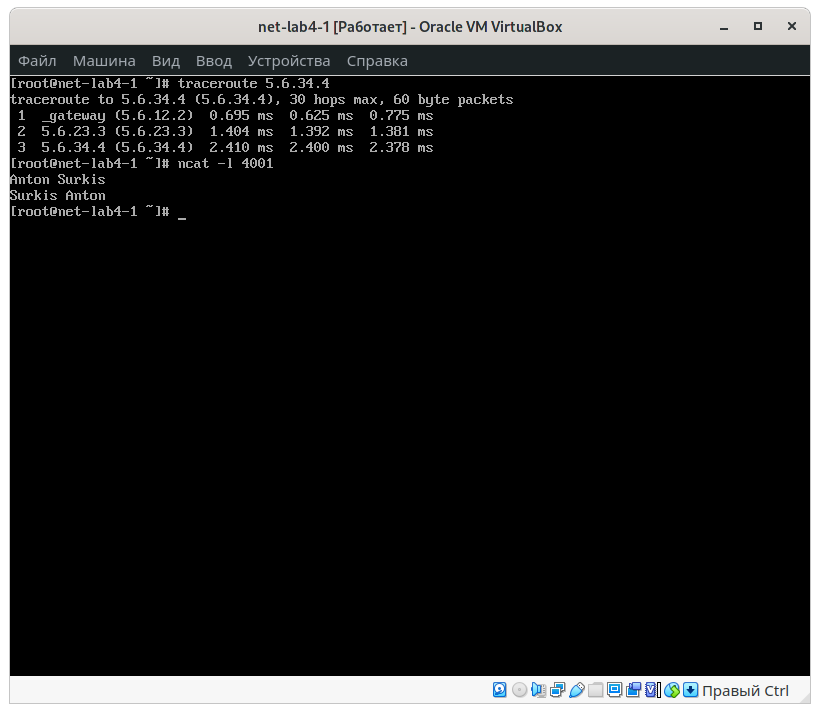 net-lab4-1 [Работает] - Oracle VM VirtualBox
Файл Машина Вид Ввод Устройства Справка
[root@net-lab4-1 ~]# traceroute 5.6.34.4
traceroute to 5.6.34.4 (5.6.34.4), 30 hops max, 60 byte packets
 1  _gateway (5.6.12.2)  0.695 ms  0.625 ms  0.775 ms
 2  5.6.23.3 (5.6.23.3)  1.404 ms  1.392 ms  1.381 ms
 3  5.6.34.4 (5.6.34.4)  2.410 ms  2.400 ms  2.378 ms
[root@net-lab4-1 ~]# ncat -l 4001
Anton Surkis
Surkis Anton
[root@net-lab4-1 ~]# _
Правый Ctrl